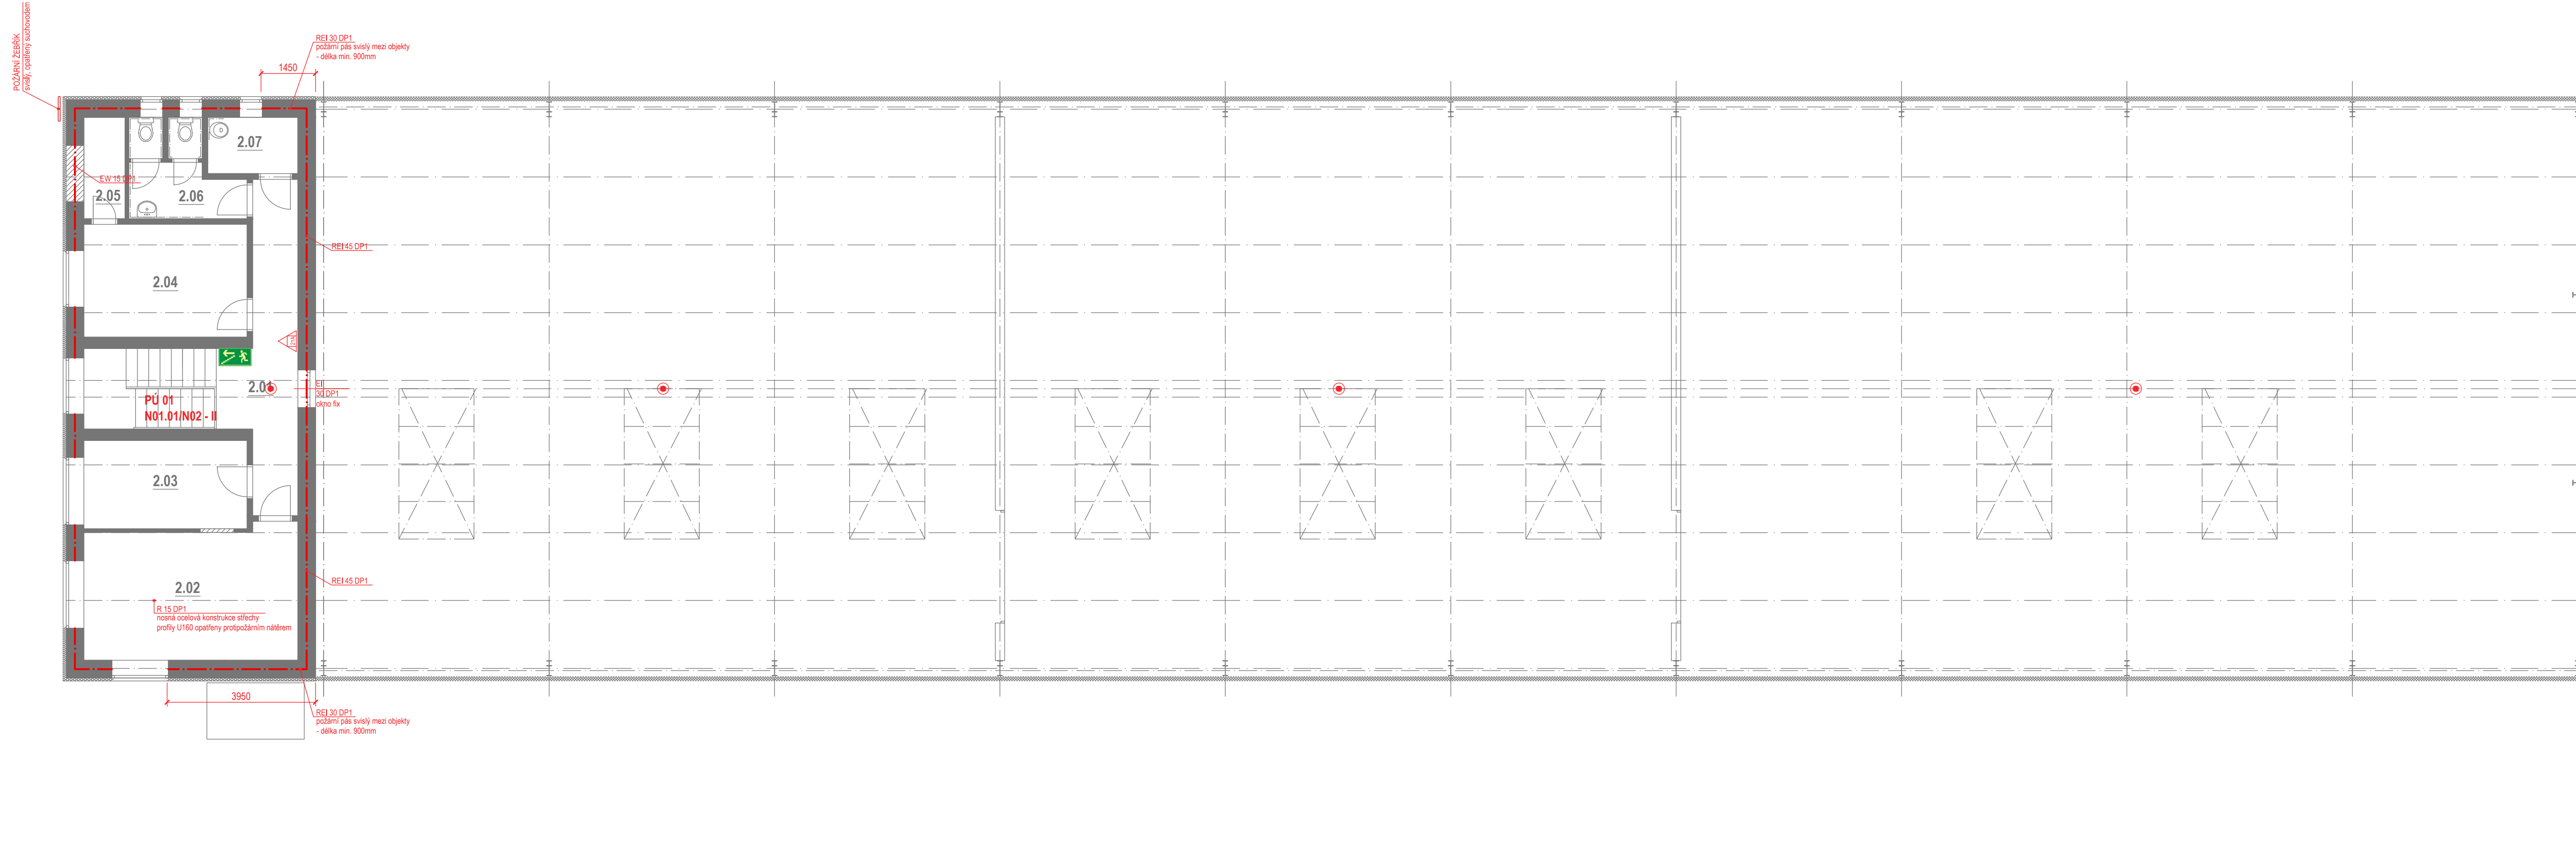 POŽÁRNÍ ŽEBŘÍK
svislý, opatřený suchovodem
REI 30 DP1
požární pás svislý mezi objekty
- délka min. 900mm
1450
2.07
EW 15 DP1
2.05
2.06
REI 45 DP1
2.04
2.01
EI
30 DP1
okno fix
PÚ 01
N01.01/N02 - II
2.03
REI 45 DP1
2.02
R 15 DP1
nosná ocelová konstrukce střechy
profily U160 opatřeny protipožárním nátěrem
3950
REI 30 DP1
požární pás svislý mezi objekty
- délka min. 900mm